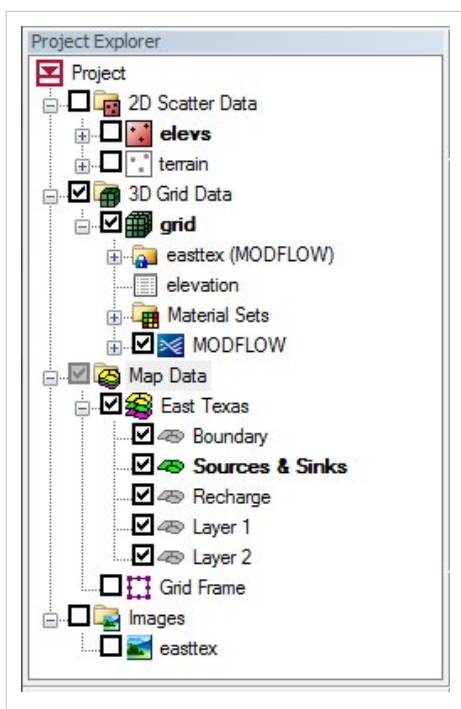 Project Explorer
Project
2D Scatter Data
elevs
terrain
3D Grid Data
grid
easttex (MODFLOW)
elevation
Material Sets
MODFLOW
Map Data
East Texas
Boundary
Sources & Sinks
Recharge
Layer 1
Layer 2
Grid Frame
Images
easttex